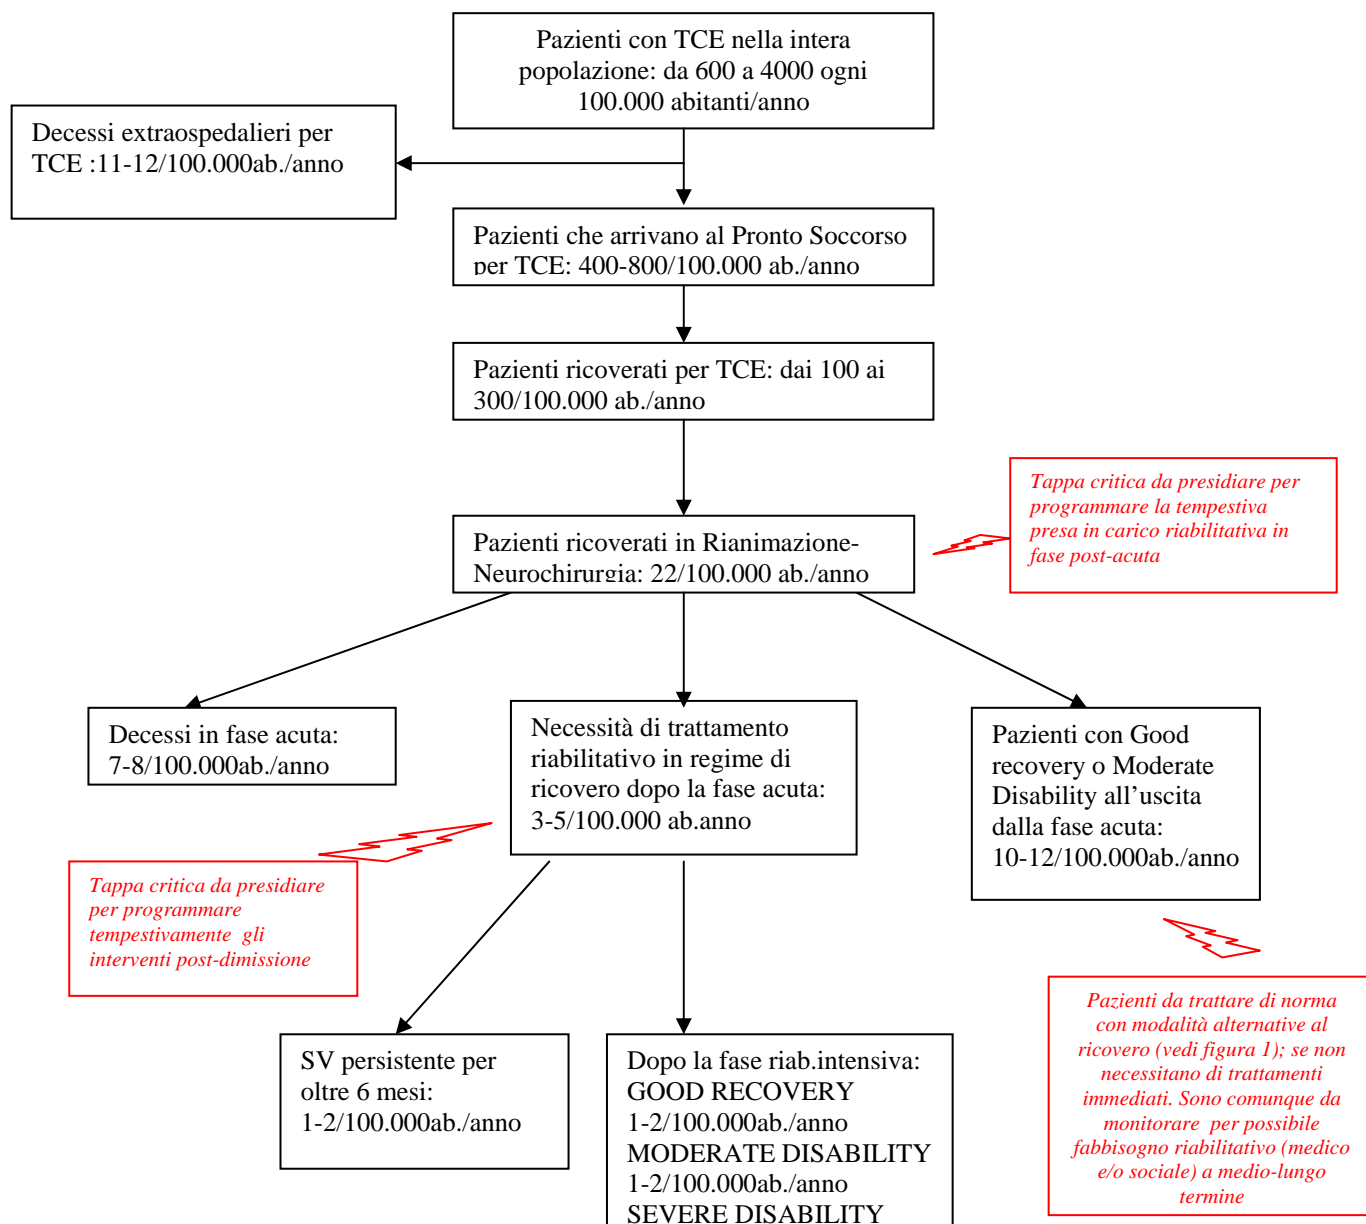 Pazienti con TCE nella intera
popolazione: da 600 a 4000 ogni
100.000 abitanti/anno
Decessi extraospedalieri per
TCE :11-12/100.000ab./anno
Pazienti che arrivano al Pronto Soccorso
per TCE: 400-800/100.000 ab./anno
Pazienti ricoverati per TCE: dai 100 ai
300/100.000 ab./anno
Tappa critica da presidiare per
programmare la tempestiva
presa in carico riabilitativa in
fase post-acuta
Pazienti ricoverati in Rianimazione-
Neurochirurgia: 22/100.000 ab./anno
Decessi in fase acuta:
7-8/100.000ab./anno
Necessità di trattamento
riabilitativo in regime di
ricovero dopo la fase acuta:
3-5/100.000 ab.anno
Pazienti con Good
recovery o Moderate
Disability all’uscita
dalla fase acuta:
10-12/100.000ab./anno
Tappa critica da presidiare
per programmare
tempestivamente gli
interventi post-dimissione
SV persistente per
oltre 6 mesi:
1-2/100.000ab./anno
Dopo la fase riab.intensiva:
GOOD RECOVERY
1-2/100.000ab./anno
MODERATE DISABILITY
1-2/100.000ab./anno
SEVERE DISABILITY
Pazienti da trattare di norma
con modalità alternative al
ricovero (vedi figura 1); se non
necessitano di trattamenti
immediati. Sono comunque da
monitorare per possibile
fabbisogno riabilitativo (medico
e/o sociale) a medio-lungo
termine